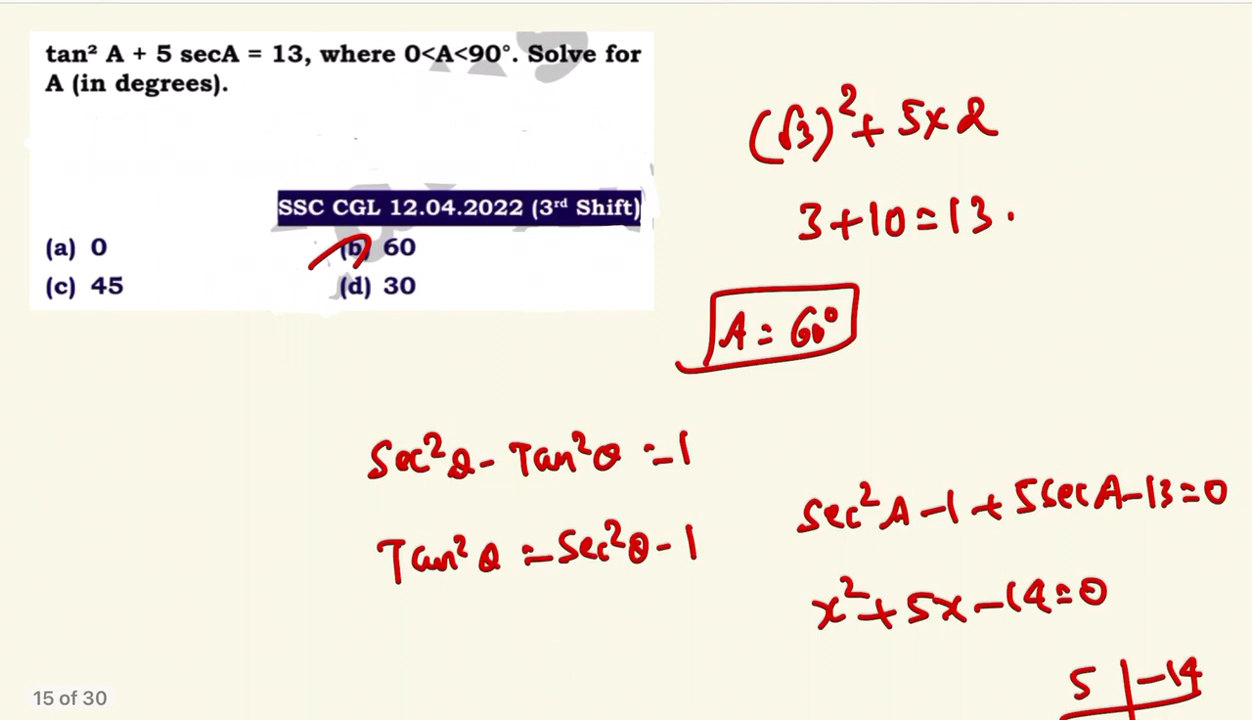 tan² A + 5 secA = 13, where 0<A<90°. Solve for
A (in degrees).
SSC CGL 12.04.2022 (3rd Shift)
(a) 0 (b) 60
(c) 45 (d) 30
(√3)² + 5×2
3+10=13.
A = 60°
Sec²θ - Tan²θ = 1
Tan²θ = Sec²θ - 1
Sec²A - 1 + 5secA - 13 = 0
x² + 5x - 14 = 0
5 | -14
15 of 30